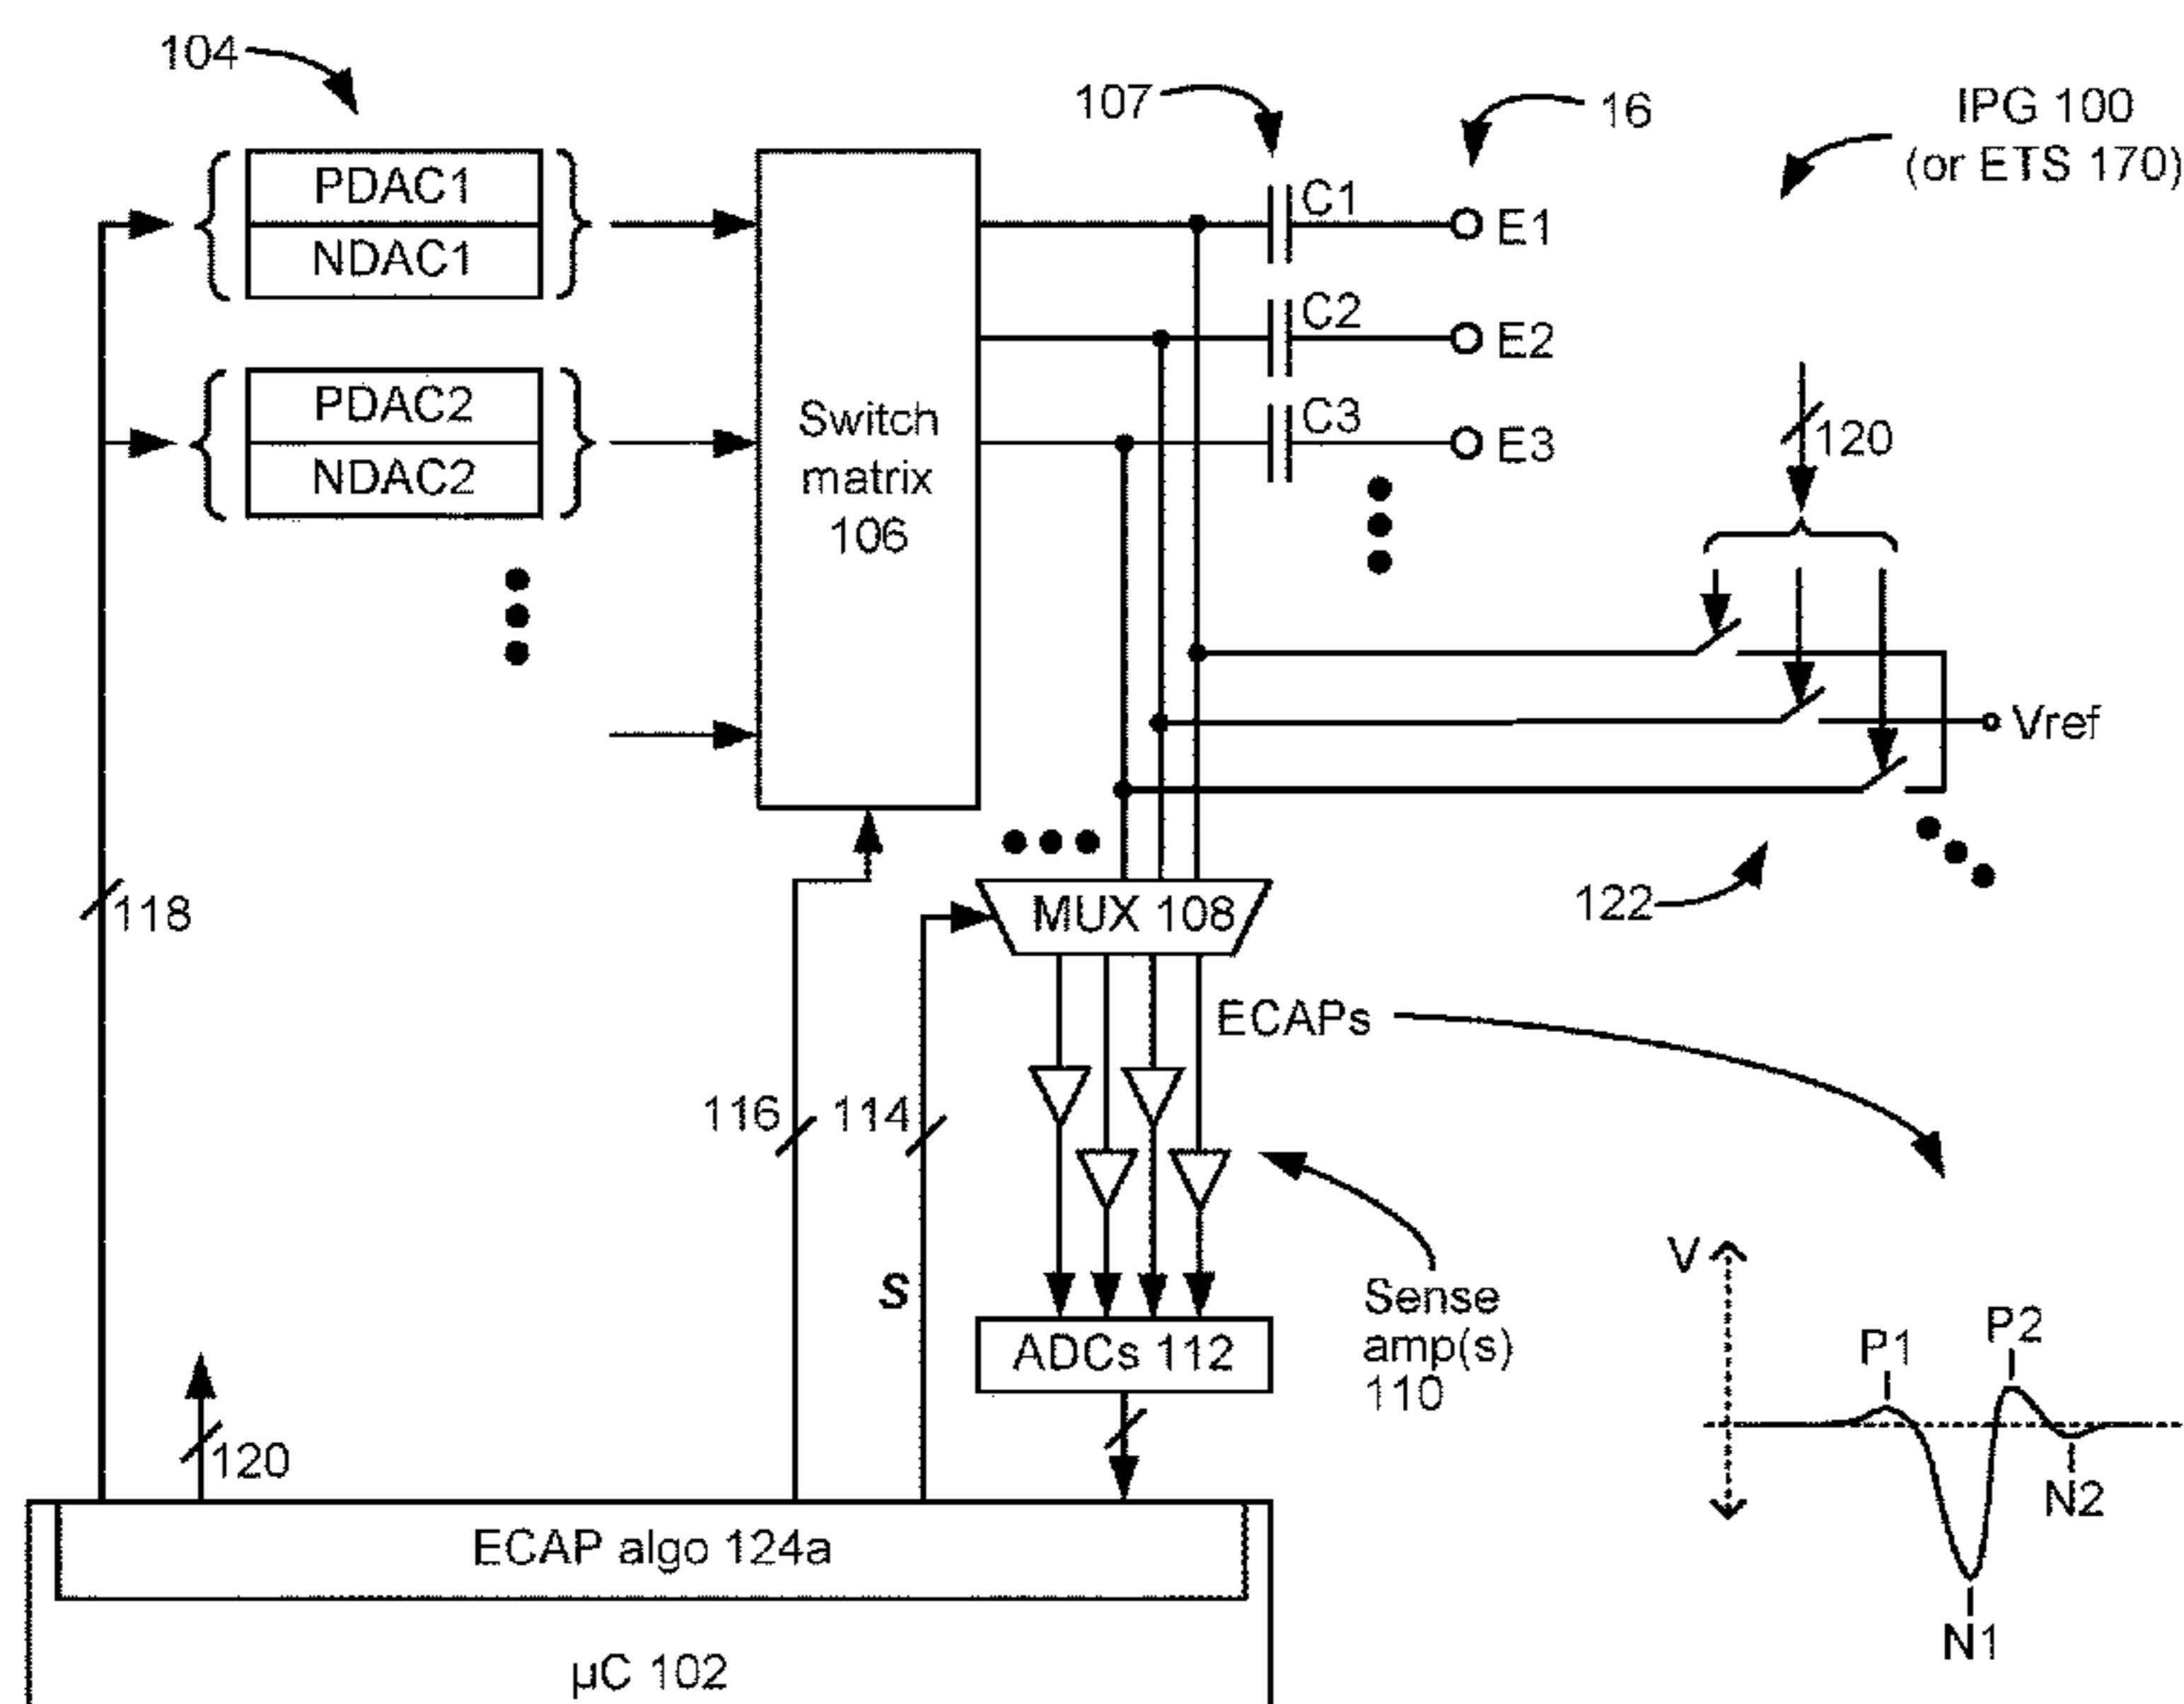 104
107
16
IPG 100
(or ETS 170)
PDAC1
NDAC1
C1
E1
C2
E2
PDAC2
NDAC2
Switch
matrix
106
C3
E3
120
Vref
118
MUX 108
122
ECAPs
116
114
S
Sense
amp(s)
110
ADCs 112
V
P1
P2
N2
N1
120
ECAP algo 124a
µC 102